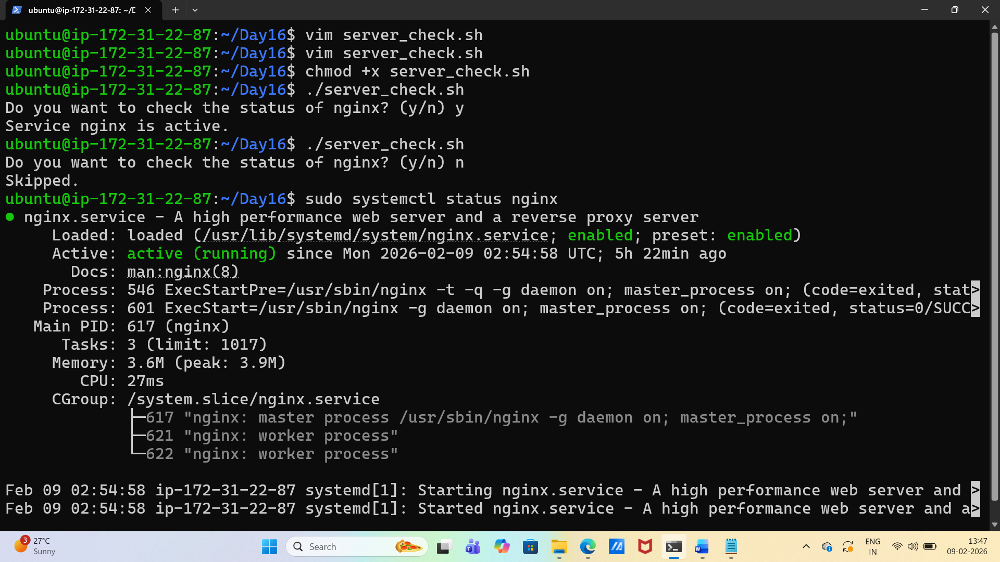 ubuntu@ip-172-31-22-87: ~/D
ubuntu@ip-172-31-22-87:~/Day16$ vim server_check.sh
ubuntu@ip-172-31-22-87:~/Day16$ vim server_check.sh
ubuntu@ip-172-31-22-87:~/Day16$ chmod +x server_check.sh
ubuntu@ip-172-31-22-87:~/Day16$ ./server_check.sh
Do you want to check the status of nginx? (y/n) y
Service nginx is active.
ubuntu@ip-172-31-22-87:~/Day16$ ./server_check.sh
Do you want to check the status of nginx? (y/n) n
Skipped.
ubuntu@ip-172-31-22-87:~/Day16$ sudo systemctl status nginx
● nginx.service - A high performance web server and a reverse proxy server
     Loaded: loaded (/usr/lib/systemd/system/nginx.service; enabled; preset: enabled)
     Active: active (running) since Mon 2026-02-09 02:54:58 UTC; 5h 22min ago
       Docs: man:nginx(8)
    Process: 546 ExecStartPre=/usr/sbin/nginx -t -q -g daemon on; master_process on; (code=exited, stat>
    Process: 601 ExecStart=/usr/sbin/nginx -g daemon on; master_process on; (code=exited, status=0/SUCC>
   Main PID: 617 (nginx)
      Tasks: 3 (limit: 1017)
     Memory: 3.6M (peak: 3.9M)
        CPU: 27ms
     CGroup: /system.slice/nginx.service
             ├─617 "nginx: master process /usr/sbin/nginx -g daemon on; master_process on;"
             ├─621 "nginx: worker process"
             └─622 "nginx: worker process"
Feb 09 02:54:58 ip-172-31-22-87 systemd[1]: Starting nginx.service - A high performance web server and >
Feb 09 02:54:58 ip-172-31-22-87 systemd[1]: Started nginx.service - A high performance web server and a>
3
27°C
Sunny
Search
ENG
IN
13:47
09-02-2026